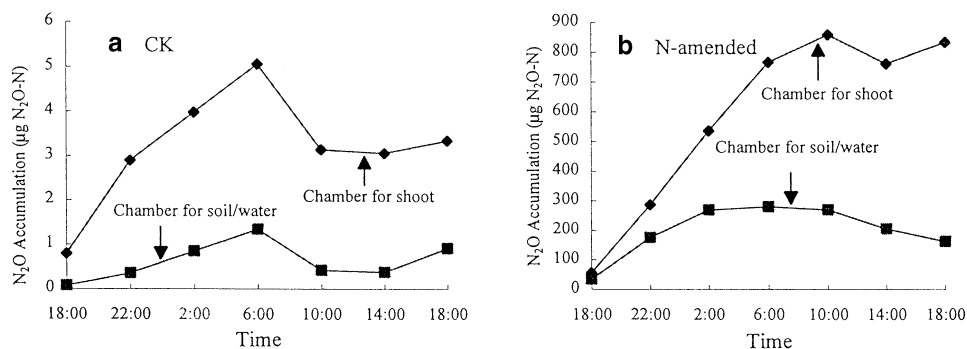 a CK
N₂O Accumulation (µg N₂O-N)
6
5
4
3
2
1
0
Chamber for shoot
Chamber for soil/water
18:00 22:00 2:00 6:00 10:00 14:00 18:00
Time
b N-amended
N₂O Accumulation (µg N₂O-N)
900
800
700
600
500
400
300
200
100
0
Chamber for shoot
Chamber for soil/water
18:00 22:00 2:00 6:00 10:00 14:00 18:00
Time